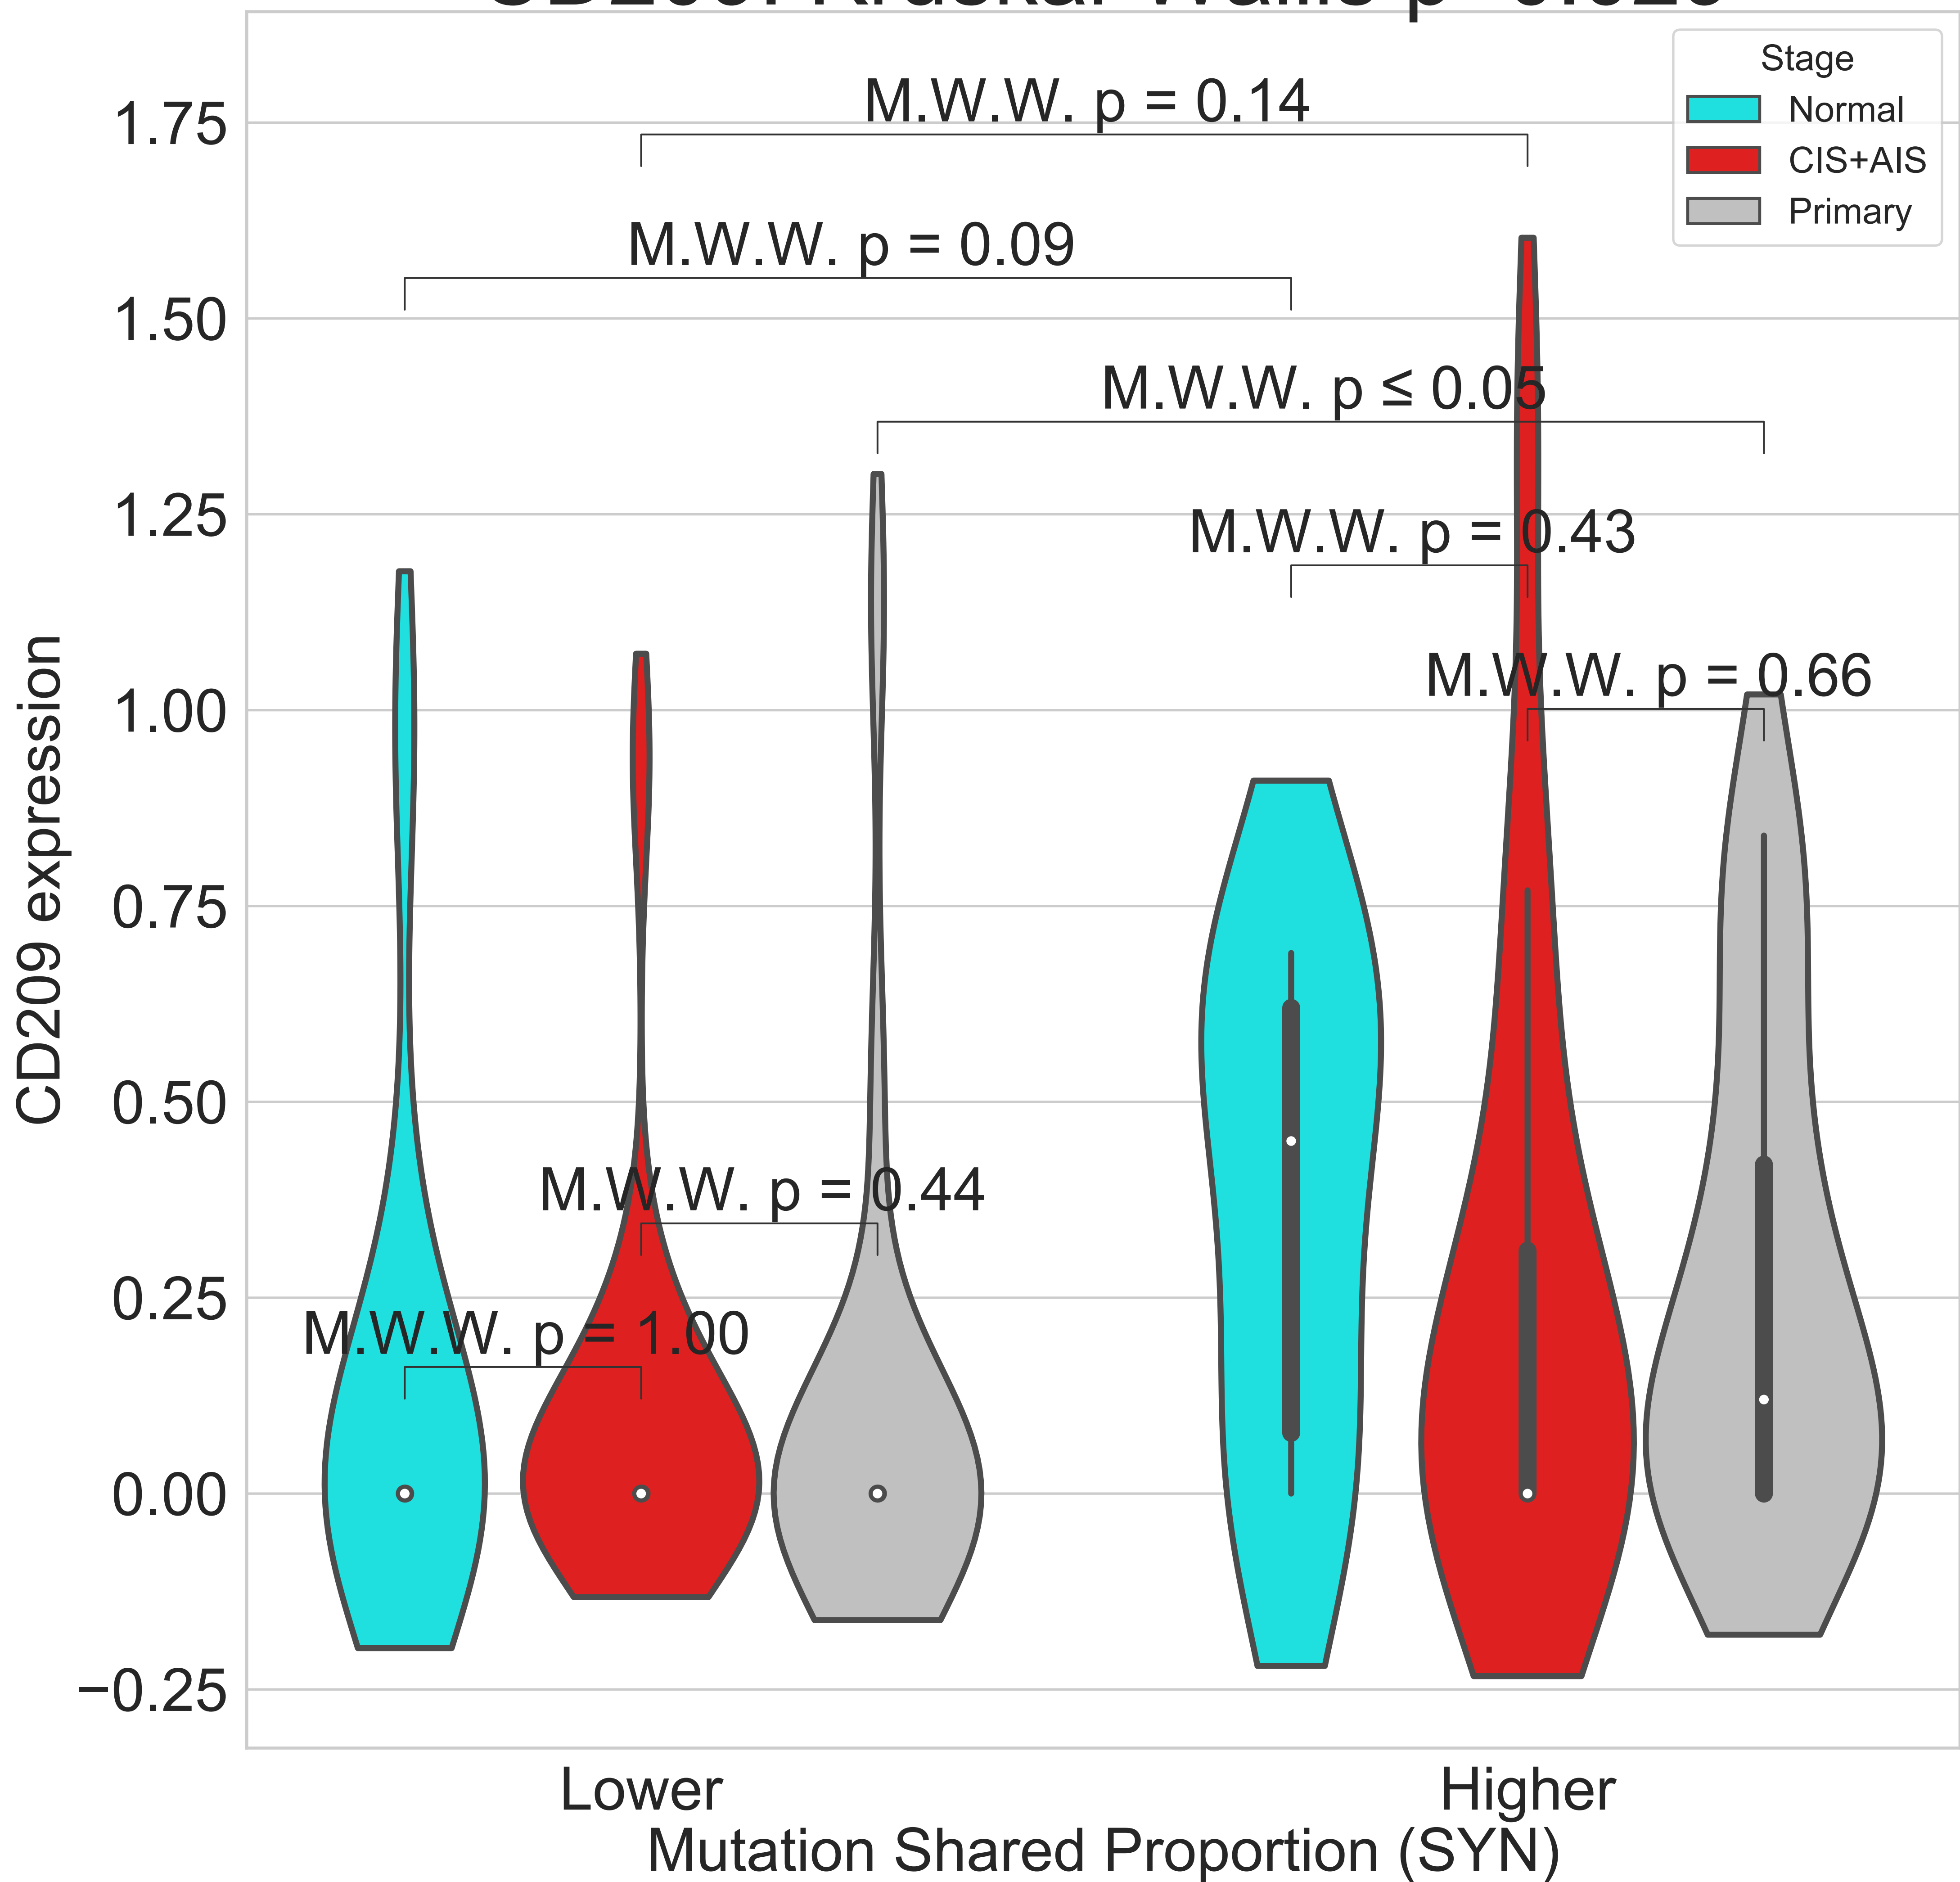 Stage
Normal
CIS+AIS
Primary
M.W.W. p = 0.14
M.W.W. p = 0.09
M.W.W. p ≤ 0.05
M.W.W. p = 0.43
M.W.W. p = 0.66
M.W.W. p = 0.44
M.W.W. p = 1.00
1.75
1.50
1.25
1.00
0.75
0.50
0.25
0.00
−0.25
CD209 expression
Lower
Higher
Mutation Shared Proportion (SYN)